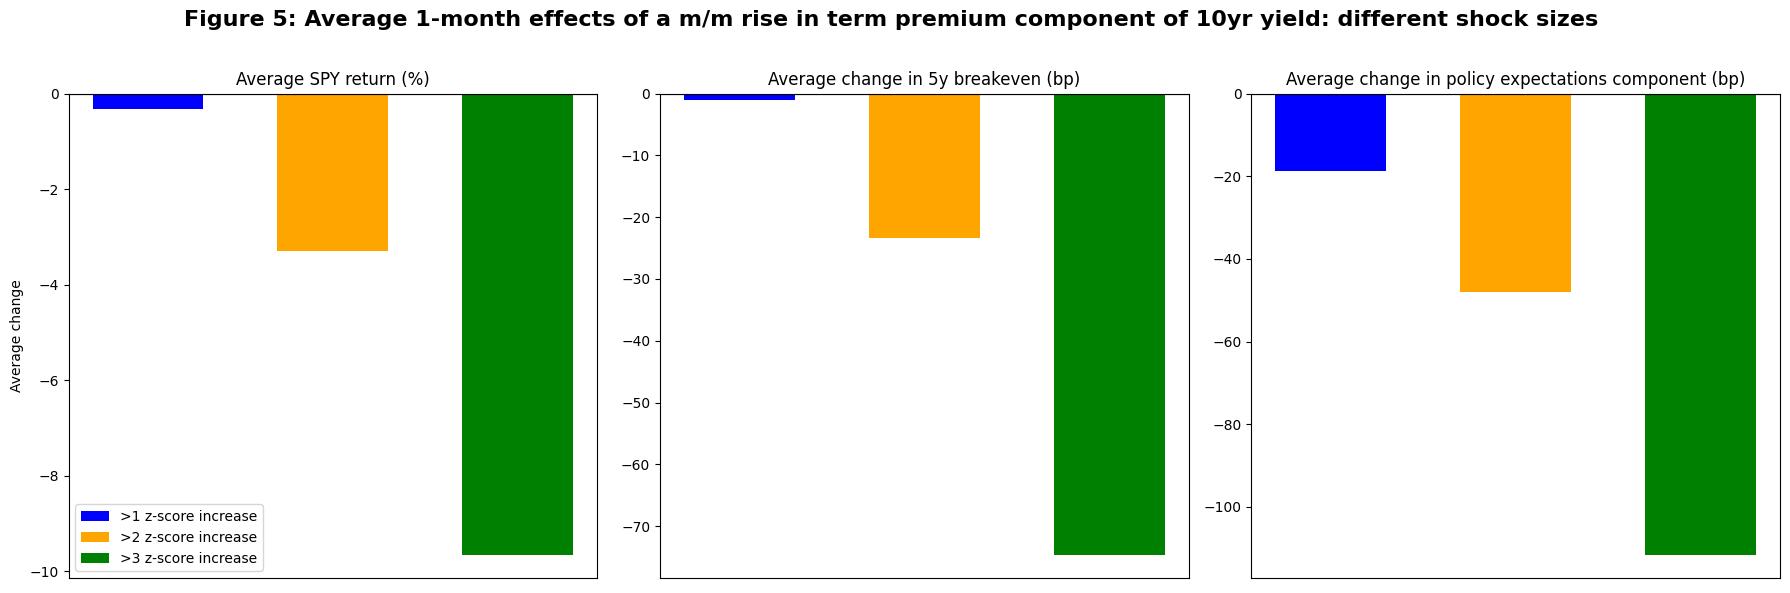 Figure 5: Average 1-month effects of a m/m rise in term premium component of 10yr yield: different shock sizes
Average SPY return (%)
Average change
0
−2
−4
−6
−8
−10
>1 z-score increase
>2 z-score increase
>3 z-score increase
Average change in 5y breakeven (bp)
0
−10
−20
−30
−40
−50
−60
−70
Average change in policy expectations component (bp)
0
−20
−40
−60
−80
−100